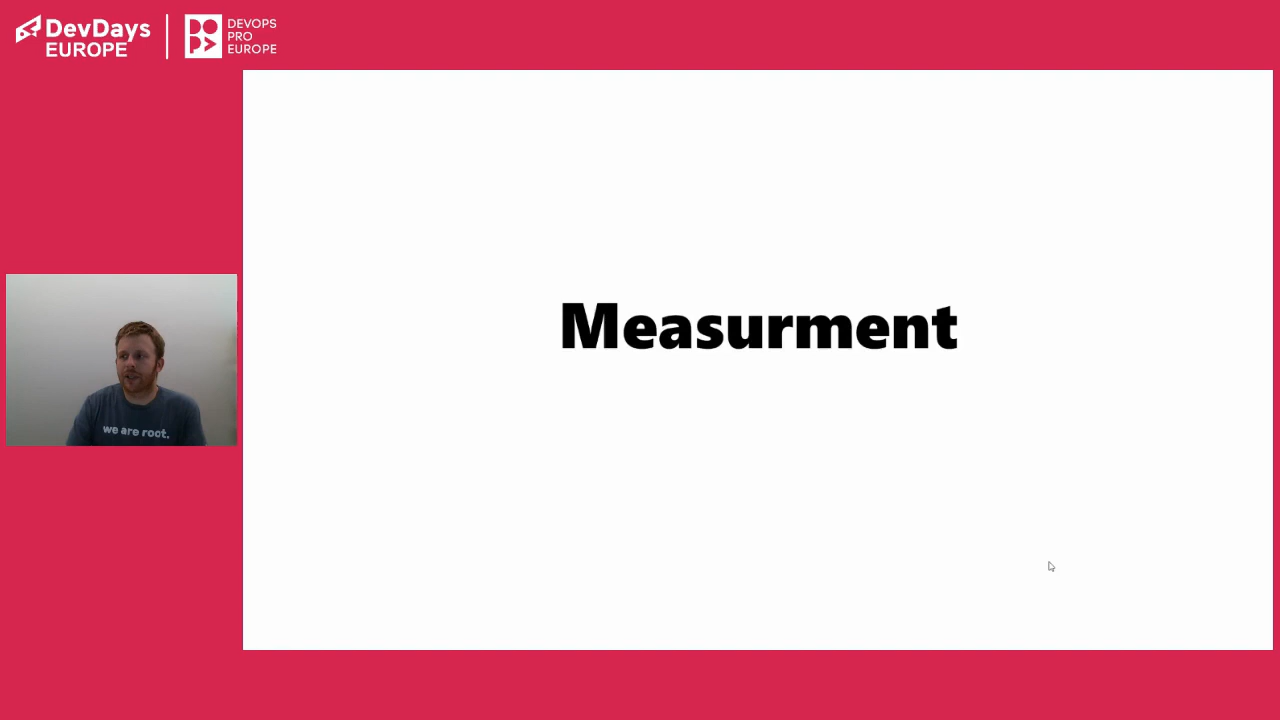 DevDays
EUROPE
DEVOPS
PRO
EUROPE
Measurment
we are root.